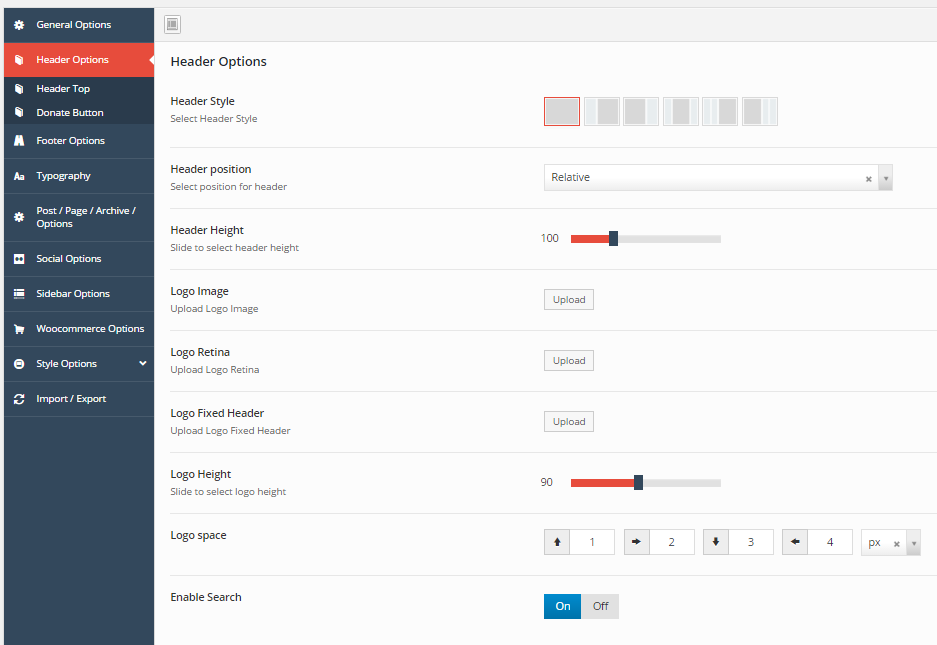 General Options
Header Options
Header Top
Donate Button
Footer Options
Aa Typography
Post / Page / Archive /
Options
Social Options
Sidebar Options
Woocommerce Options
Style Options
Import / Export
Header Options
Header Style
Select Header Style
Header position
Select position for header
Relative
Header Height
Slide to select header height
100
Logo Image
Upload Logo Image
Upload
Logo Retina
Upload Logo Retina
Upload
Logo Fixed Header
Upload Logo Fixed Header
Upload
Logo Height
Slide to select logo height
90
Logo space
1 2 3 4 px
Enable Search
On Off